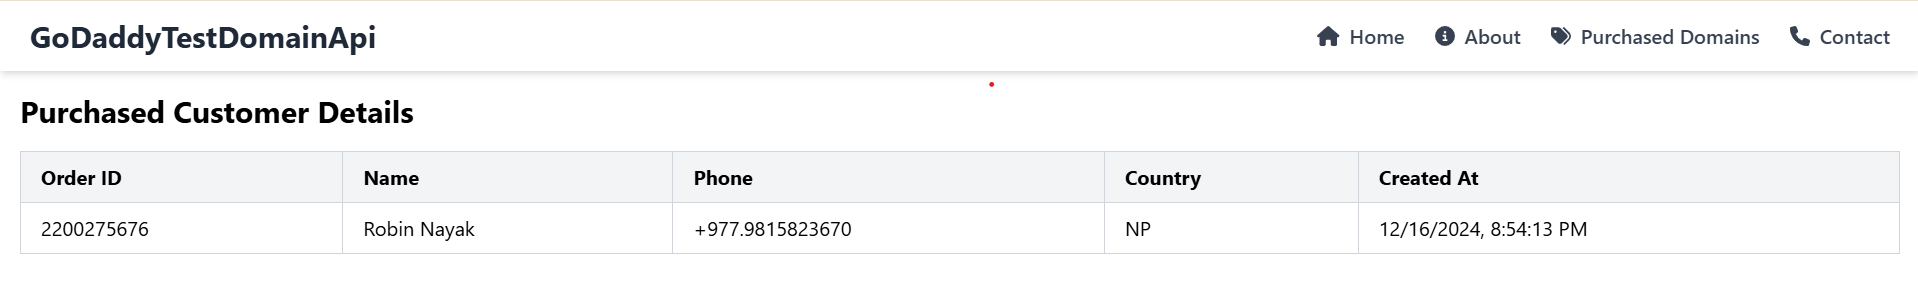 GoDaddyTestDomainApi Home About Purchased Domains Contact
Purchased Customer Details
Order ID Name Phone Country Created At
2200275676 Robin Nayak +977.9815823670 NP 12/16/2024, 8:54:13 PM